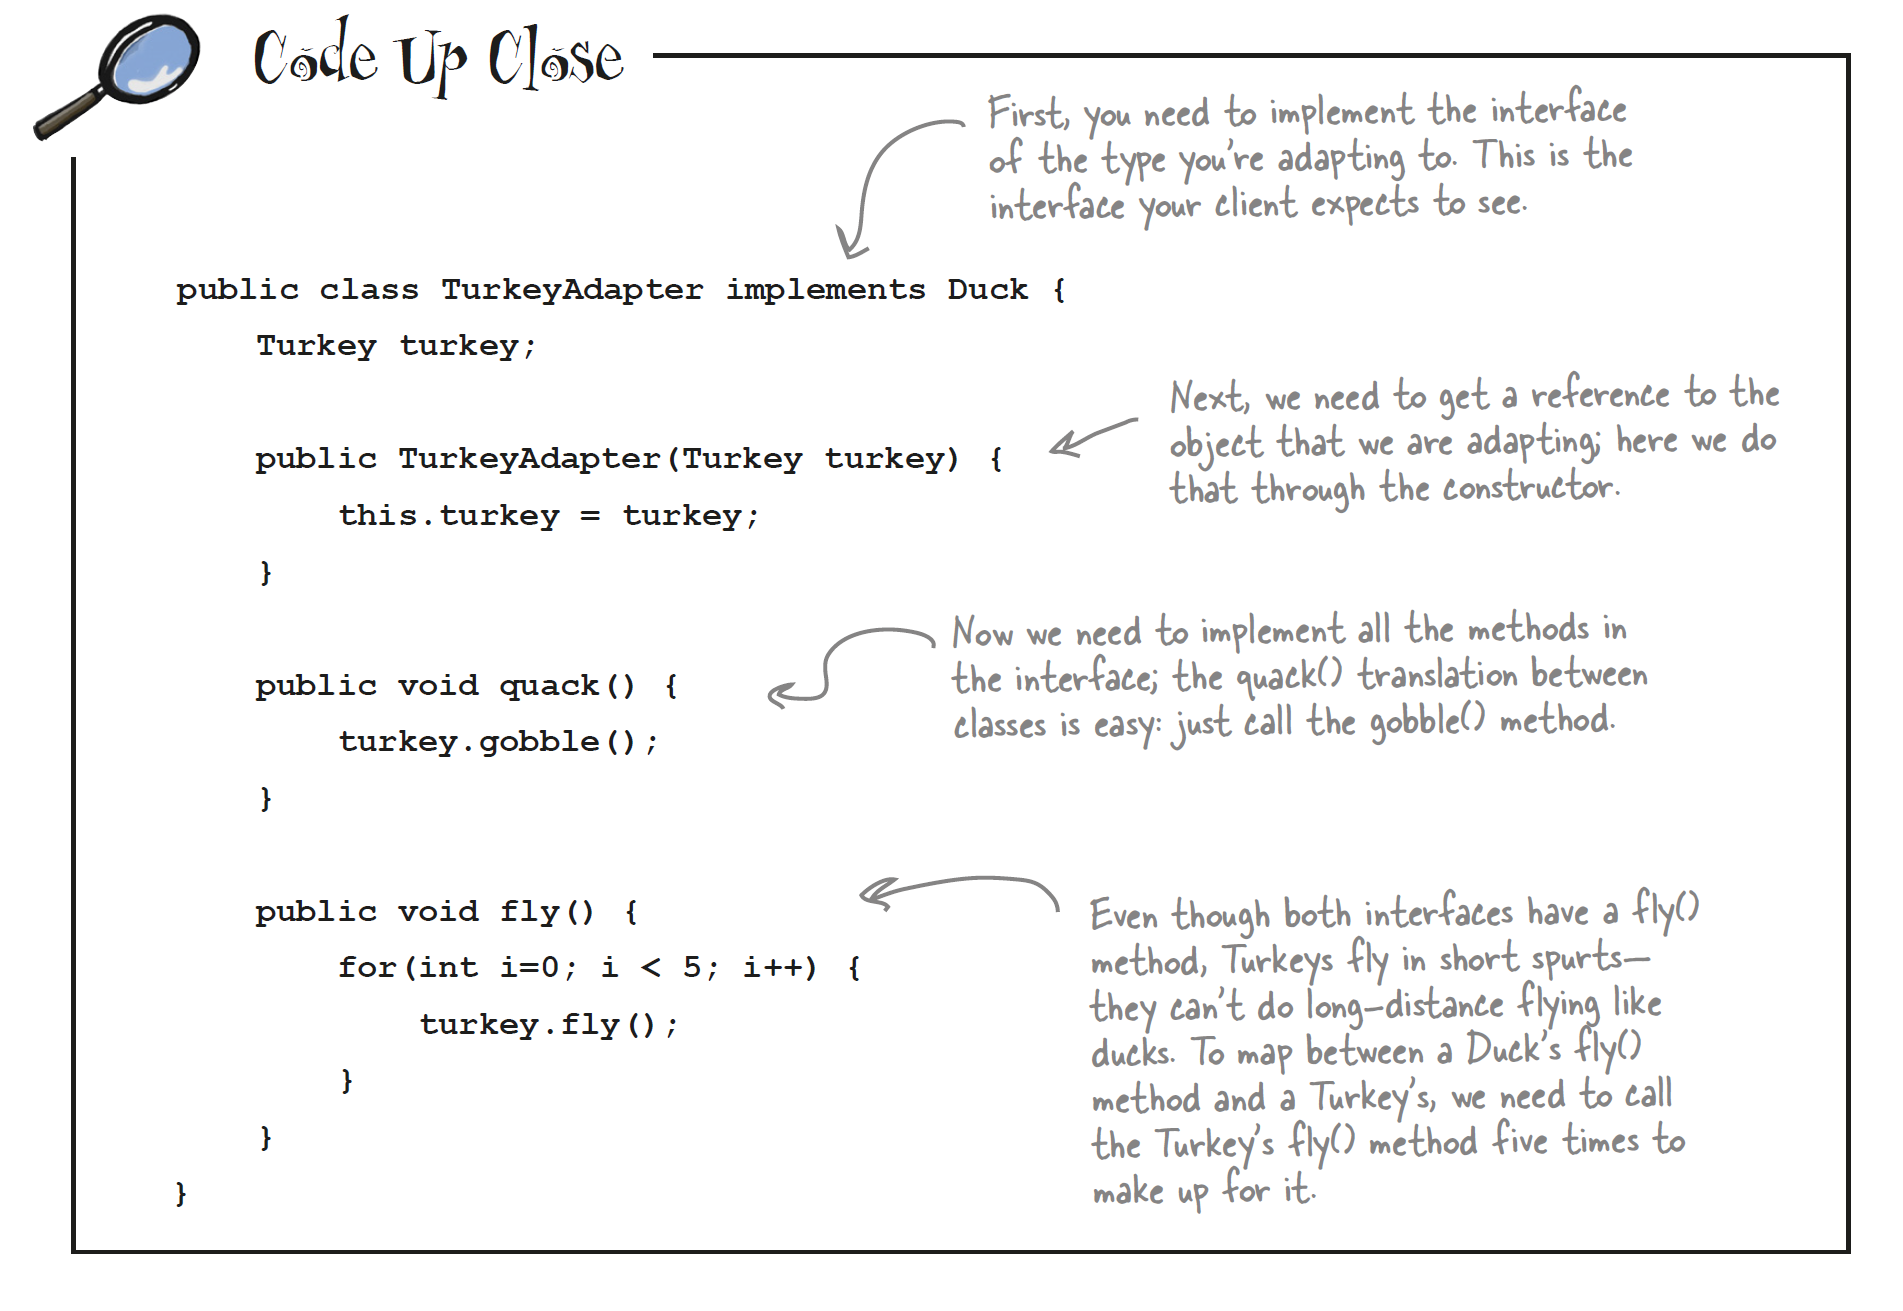 Code Up Close
First, you need to implement the interface
of the type you're adapting to. This is the
interface your client expects to see.
public class TurkeyAdapter implements Duck {
Turkey turkey;
Next, we need to get a reference to the
object that we are adapting; here we do
that through the constructor.
public TurkeyAdapter(Turkey turkey) {
this.turkey = turkey;
}
Now we need to implement all the methods in
the interface; the quack() translation between
classes is easy: just call the gobble() method.
public void quack() {
turkey.gobble();
}
public void fly() {
for(int i=0; i < 5; i++) {
turkey.fly();
}
}
}
Even though both interfaces have a fly()
method, Turkeys fly in short spurts—
they can't do long-distance flying like
ducks. To map between a Duck's fly()
method and a Turkey's, we need to call
the Turkey's fly() method five times to
make up for it.